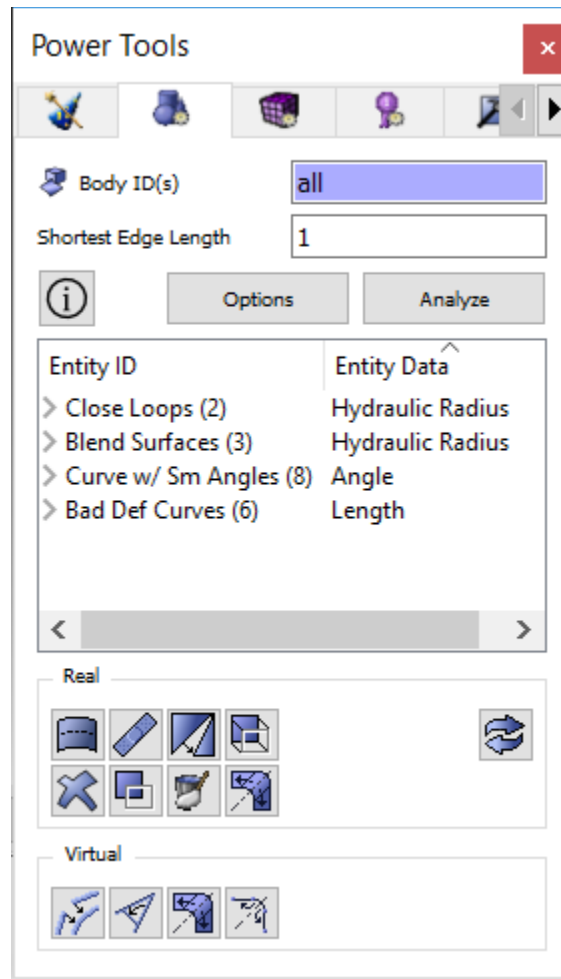 Power Tools
Body ID(s) all
Shortest Edge Length 1
Options Analyze
Entity ID Entity Data
Close Loops (2) Hydraulic Radius
Blend Surfaces (3) Hydraulic Radius
Curve w/ Sm Angles (8) Angle
Bad Def Curves (6) Length
Real
Virtual